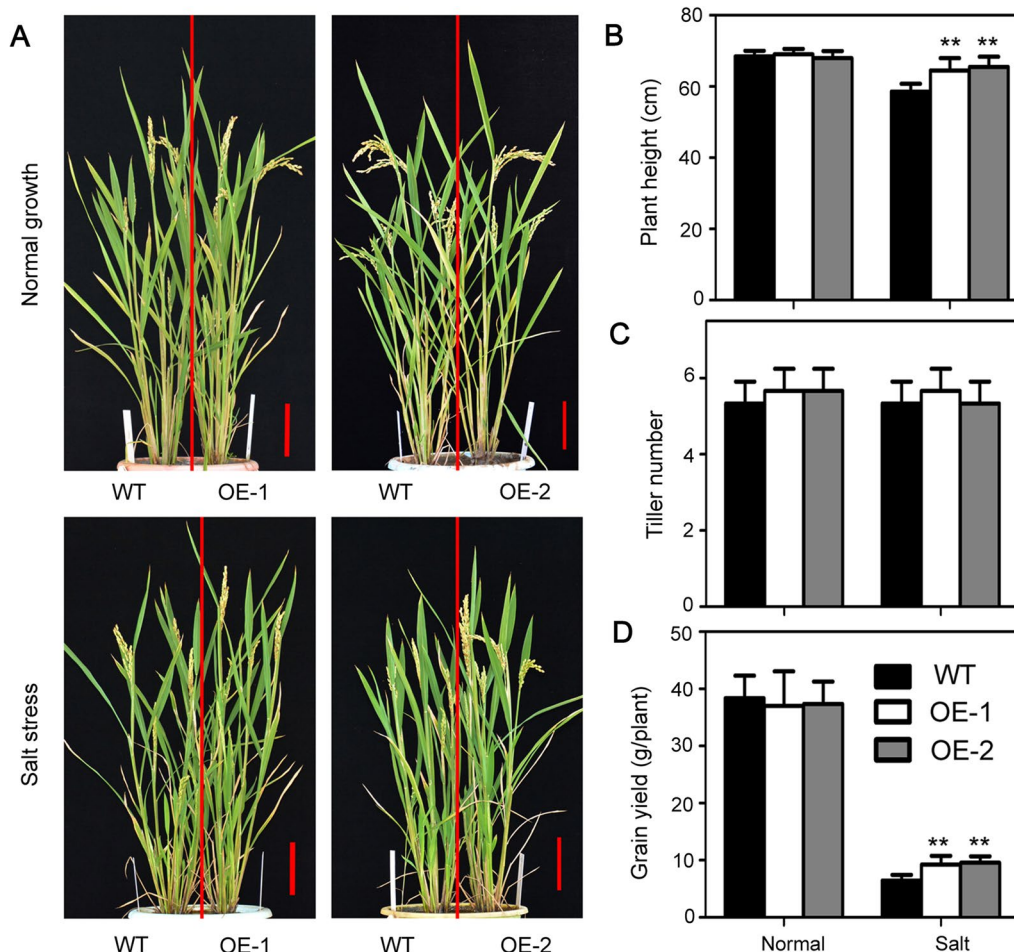 A
Normal growth
WT
OE-1
WT
OE-2
Salt stress
WT
OE-1
WT
OE-2
B
Plant height (cm)
80
60
40
20
0
**
**
C
Tiller number
6
4
2
0
D
Grain yield (g/plant)
50
40
30
20
10
0
WT
OE-1
OE-2
**
**
Normal
Salt